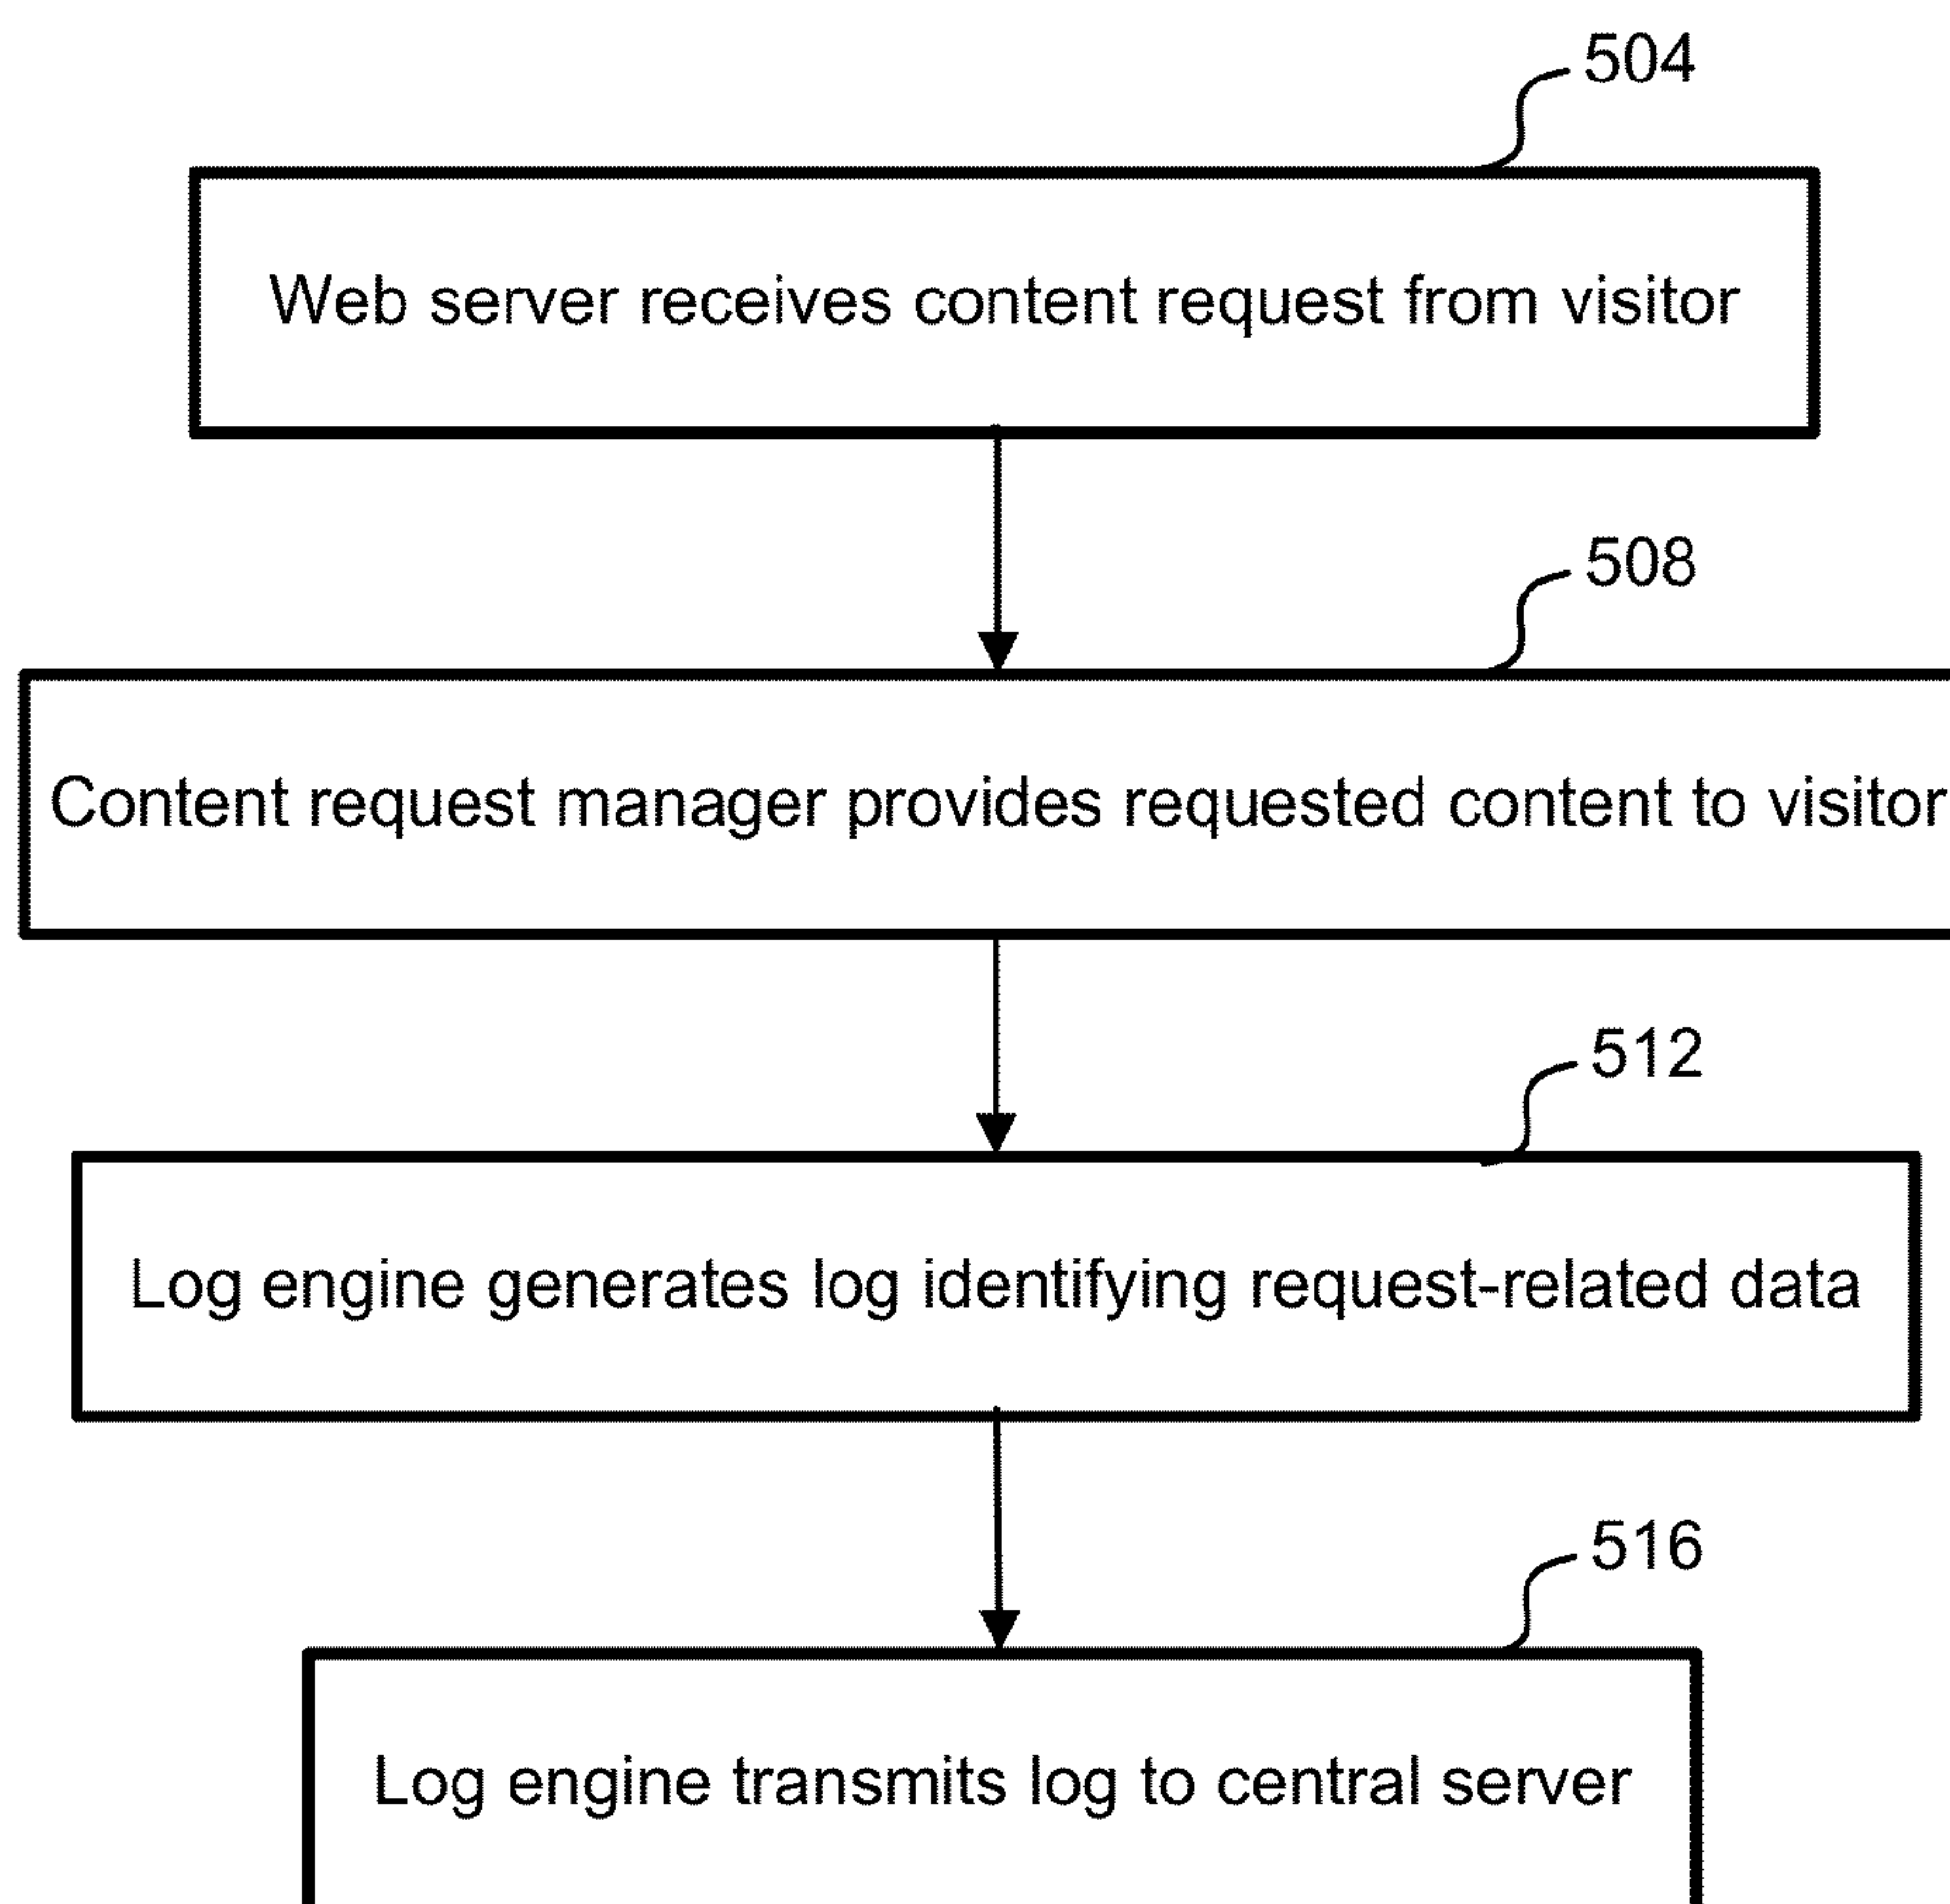 504
Web server receives content request from visitor
508
Content request manager provides requested content to visitor
512
Log engine generates log identifying request-related data
516
Log engine transmits log to central server